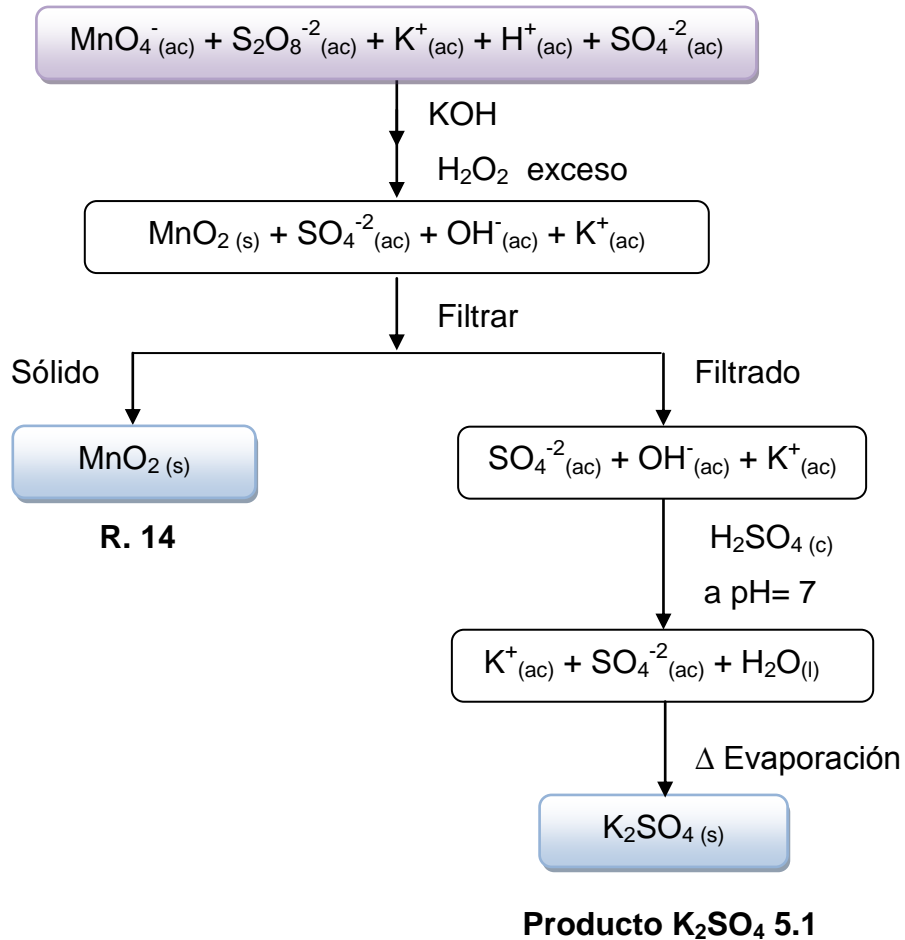 MnO₄⁻(ac) + S₂O₈⁻²(ac) + K⁺(ac) + H⁺(ac) + SO₄⁻²(ac)
KOH
H₂O₂ exceso
MnO₂ (s) + SO₄⁻²(ac) + OH⁻(ac) + K⁺(ac)
Filtrar
Sólido
Filtrado
MnO₂ (s)
SO₄⁻²(ac) + OH⁻(ac) + K⁺(ac)
R. 14
H₂SO₄ (c)
a pH= 7
K⁺(ac) + SO₄⁻²(ac) + H₂O(l)
Δ Evaporación
K₂SO₄ (s)
Producto K₂SO₄ 5.1